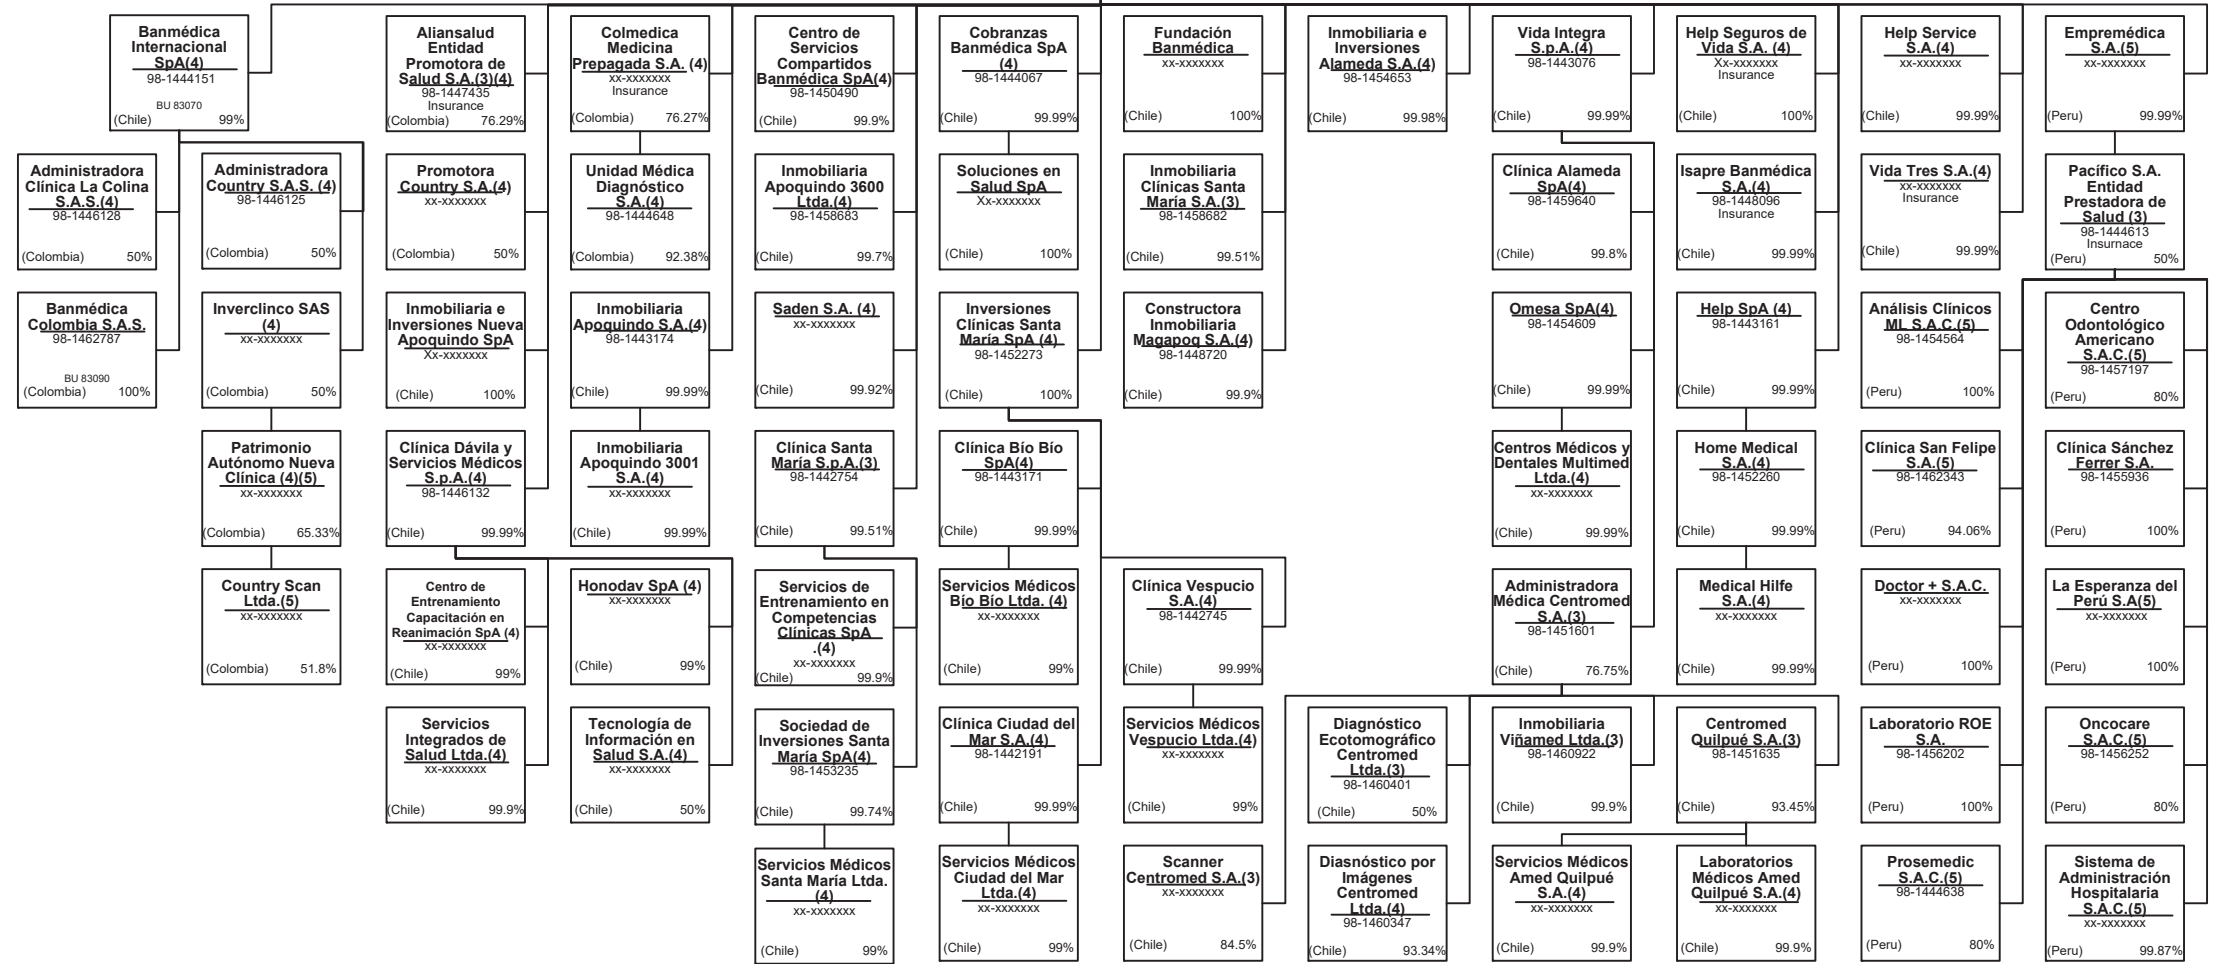 Banmédica
Internacional
SpA(4)
98-1444151
BU 83070
(Chile) 99%
Aliansalud
Entidad
Promotora de
Salud S.A.(3)(4)
98-1447435
Insurance
(Colombia) 76.29%
Colmedica
Medicina
Prepagada S.A. (4)
xx-xxxxxxx
Insurance
(Colombia) 76.27%
Centro de
Servicios
Compartidos
Banmédica SpA(4)
98-1450490
(Chile) 99.9%
Cobranzas
Banmédica SpA
(4)
98-1444067
(Chile) 99.99%
Fundación
Banmédica
xx-xxxxxxx
(Chile) 100%
Inmobiliaria e
Inversiones
Alameda S.A.(4)
98-1454653
(Chile) 99.98%
Vida Integra
S.p.A.(4)
98-1443076
(Chile) 99.99%
Help Seguros de
Vida S.A. (4)
Xx-xxxxxxx
Insurance
(Chile) 100%
Help Service
S.A.(4)
xx-xxxxxxx
(Chile) 99.99%
Empremédica
S.A.(5)
xx-xxxxxxx
(Peru) 99.99%
Administradora
Clínica La Colina
S.A.S.(4)
98-1446128
(Colombia) 50%
Administradora
Country S.A.S. (4)
98-1446125
(Colombia) 50%
Promotora
Country S.A.(4)
xx-xxxxxxx
(Colombia) 50%
Unidad Médica
Diagnóstico
S.A.(4)
98-1444648
(Colombia) 92.38%
Inmobiliaria
Apoquindo 3600
Ltda.(4)
98-1458683
(Chile) 99.7%
Soluciones en
Salud SpA
Xx-xxxxxxx
(Chile) 100%
Inmobiliaria
Clínicas Santa
María S.A.(3)
98-1458682
(Chile) 99.51%
Clínica Alameda
SpA(4)
98-1459640
(Chile) 99.8%
Isapre Banmédica
S.A.(4)
98-1448096
Insurance
(Chile) 99.99%
Vida Tres S.A.(4)
xx-xxxxxxx
Insurance
(Chile) 99.99%
Pacífico S.A.
Entidad
Prestadora de
Salud (3)
98-1444613
Insurnace
(Peru) 50%
Banmédica
Colombia S.A.S.
98-1462787
BU 83090
(Colombia) 100%
Inverclinco SAS
(4)
xx-xxxxxxx
(Colombia) 50%
Inmobiliaria e
Inversiones Nueva
Apoquindo SpA
Xx-xxxxxxx
(Chile) 100%
Inmobiliaria
Apoquindo S.A.(4)
98-1443174
(Chile) 99.99%
Saden S.A. (4)
xx-xxxxxxx
(Chile) 99.92%
Inversiones
Clínicas Santa
María SpA (4)
98-1452273
(Chile) 100%
Constructora
Inmobiliaria
Magapoq S.A.(4)
98-1448720
(Chile) 99.9%
Omesa SpA(4)
98-1454609
(Chile) 99.99%
Help SpA (4)
98-1443161
(Chile) 99.99%
Análisis Clínicos
ML S.A.C.(5)
98-1454564
(Peru) 100%
Centro
Odontológico
Americano
S.A.C.(5)
98-1457197
(Peru) 80%
Patrimonio
Autónomo Nueva
Clínica (4)(5)
xx-xxxxxxx
(Colombia) 65.33%
Clínica Dávila y
Servicios Médicos
S.p.A.(4)
98-1446132
(Chile) 99.99%
Inmobiliaria
Apoquindo 3001
S.A.(4)
xx-xxxxxxx
(Chile) 99.99%
Clínica Santa
María S.p.A.(3)
98-1442754
(Chile) 99.51%
Clínica Bío Bío
SpA(4)
98-1443171
(Chile) 99.99%
Centros Médicos y
Dentales Multimed
Ltda.(4)
xx-xxxxxxx
(Chile) 99.99%
Home Medical
S.A.(4)
98-1452260
(Chile) 99.99%
Clínica San Felipe
S.A.(5)
98-1462343
(Peru) 94.06%
Clínica Sánchez
Ferrer S.A.
98-1455936
(Peru) 100%
Country Scan
Ltda.(5)
xx-xxxxxxx
(Colombia) 51.8%
Centro de
Entrenamiento
Capacitación en
Reanimación SpA (4)
xx-xxxxxxx
(Chile) 99%
Honodav SpA (4)
xx-xxxxxxx
(Chile) 99%
Servicios de
Entrenamiento en
Competencias
Clínicas SpA
.(4)
xx-xxxxxxx
(Chile) 99.9%
Servicios Médicos
Bío Bío Ltda. (4)
xx-xxxxxxx
(Chile) 99%
Clínica Vespucio
S.A.(4)
98-1442745
(Chile) 99.99%
Administradora
Médica Centromed
S.A.(3)
98-1451601
(Chile) 76.75%
Medical Hilfe
S.A.(4)
xx-xxxxxxx
(Chile) 99.99%
Doctor + S.A.C.
xx-xxxxxxx
(Peru) 100%
La Esperanza del
Perú S.A(5)
xx-xxxxxxx
(Peru) 100%
Servicios
Integrados de
Salud Ltda.(4)
xx-xxxxxxx
(Chile) 99.9%
Tecnología de
Información en
Salud S.A.(4)
xx-xxxxxxx
(Chile) 50%
Sociedad de
Inversiones Santa
María SpA(4)
98-1453235
(Chile) 99.74%
Clínica Ciudad del
Mar S.A.(4)
98-1442191
(Chile) 99.99%
Servicios Médicos
Vespucio Ltda.(4)
xx-xxxxxxx
(Chile) 99%
Diagnóstico
Ecotomográfico
Centromed
Ltda.(3)
98-1460401
(Chile) 50%
Inmobiliaria
Viñamed Ltda.(3)
98-1460922
(Chile) 99.9%
Centromed
Quilpué S.A.(3)
98-1451635
(Chile) 93.45%
Laboratorio ROE
S.A.
98-1456202
(Peru) 100%
Oncocare
S.A.C.(5)
98-1456252
(Peru) 80%
Servicios Médicos
Santa María Ltda.
(4)
xx-xxxxxxx
(Chile) 99%
Servicios Médicos
Ciudad del Mar
Ltda.(4)
xx-xxxxxxx
(Chile) 99%
Scanner
Centromed S.A.(3)
xx-xxxxxxx
(Chile) 84.5%
Diasnóstico por
Imágenes
Centromed
Ltda.(4)
98-1460347
(Chile) 93.34%
Servicios Médicos
Amed Quilpué
S.A.(4)
xx-xxxxxxx
(Chile) 99.9%
Laboratorios
Médicos Amed
Quilpué S.A.(4)
xx-xxxxxxx
(Chile) 99.9%
Prosemedic
S.A.C.(5)
98-1444638
(Peru) 80%
Sistema de
Administración
Hospitalaria
S.A.C.(5)
xx-xxxxxxx
(Peru) 99.87%